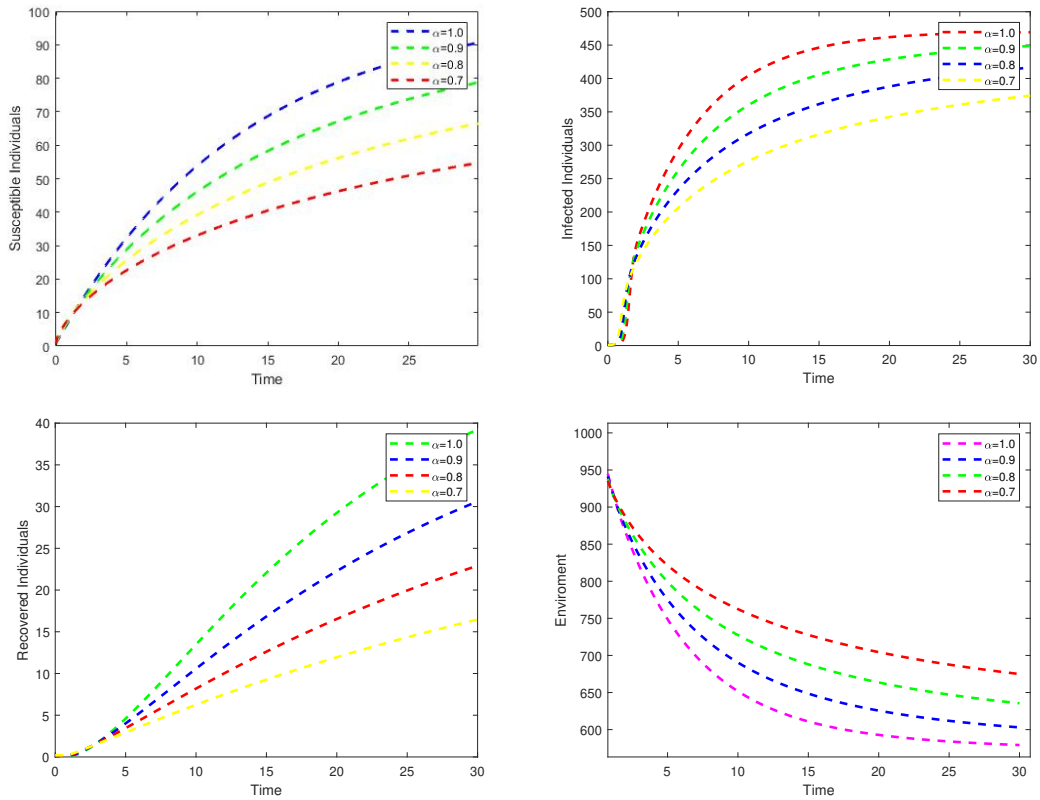 100
90
80
70
60
50
40
30
20
10
0
Susceptible Individuals
0 5 10 15 20 25
Time
α=1.0
α=0.9
α=0.8
α=0.7
500
450
400
350
300
250
200
150
100
50
0
Infected Individuals
0 5 10 15 20 25 30
Time
α=1.0
α=0.9
α=0.8
α=0.7
40
35
30
25
20
15
10
5
0
Recovered Individuals
0 5 10 15 20 25 30
Time
α=1.0
α=0.9
α=0.8
α=0.7
1000
950
900
850
800
750
700
650
600
Enviroment
5 10 15 20 25 30
Time
α=1.0
α=0.9
α=0.8
α=0.7